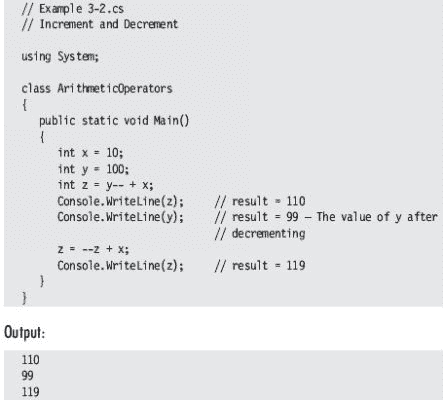 // Example 3-2.cs
// Increment and Decrement
using System;
class ArithmeticOperators
{
public static void Main()
{
int x = 10;
int y = 100;
int z = y-- + x;
Console.WriteLine(z); // result = 110
Console.WriteLine(y); // result = 99 – The value of y after
// decrementing
z = --z + x;
Console.WriteLine(z); // result = 119
}
}
Output:
110
99
119